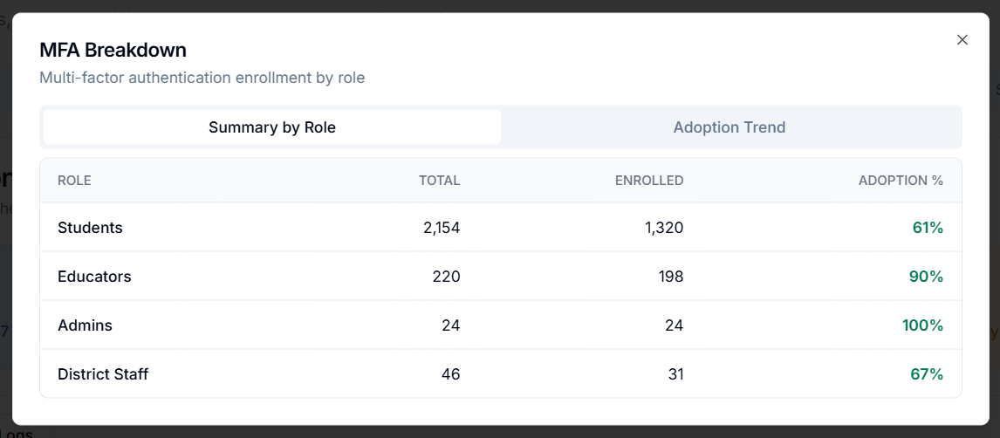 MFA Breakdown
Multi-factor authentication enrollment by role
Summary by Role Adoption Trend
ROLE TOTAL ENROLLED ADOPTION %
Students 2,154 1,320 61%
Educators 220 198 90%
Admins 24 24 100%
District Staff 46 31 67%